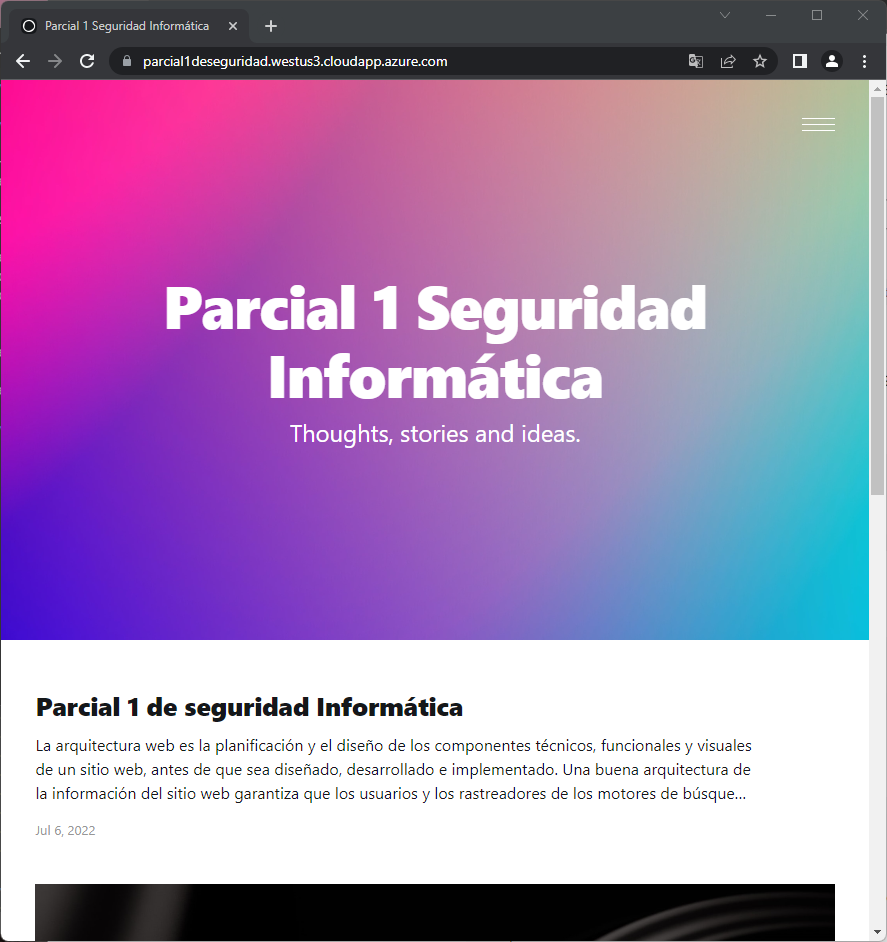 Parcial 1 Seguridad Informática
parcial1deseguridad.westus3.cloudapp.azure.com
Parcial 1 Seguridad
Informática
Thoughts, stories and ideas.
Parcial 1 de seguridad Informática
La arquitectura web es la planificación y el diseño de los componentes técnicos, funcionales y visuales
de un sitio web, antes de que sea diseñado, desarrollado e implementado. Una buena arquitectura de
la información del sitio web garantiza que los usuarios y los rastreadores de los motores de búsque...
Jul 6, 2022